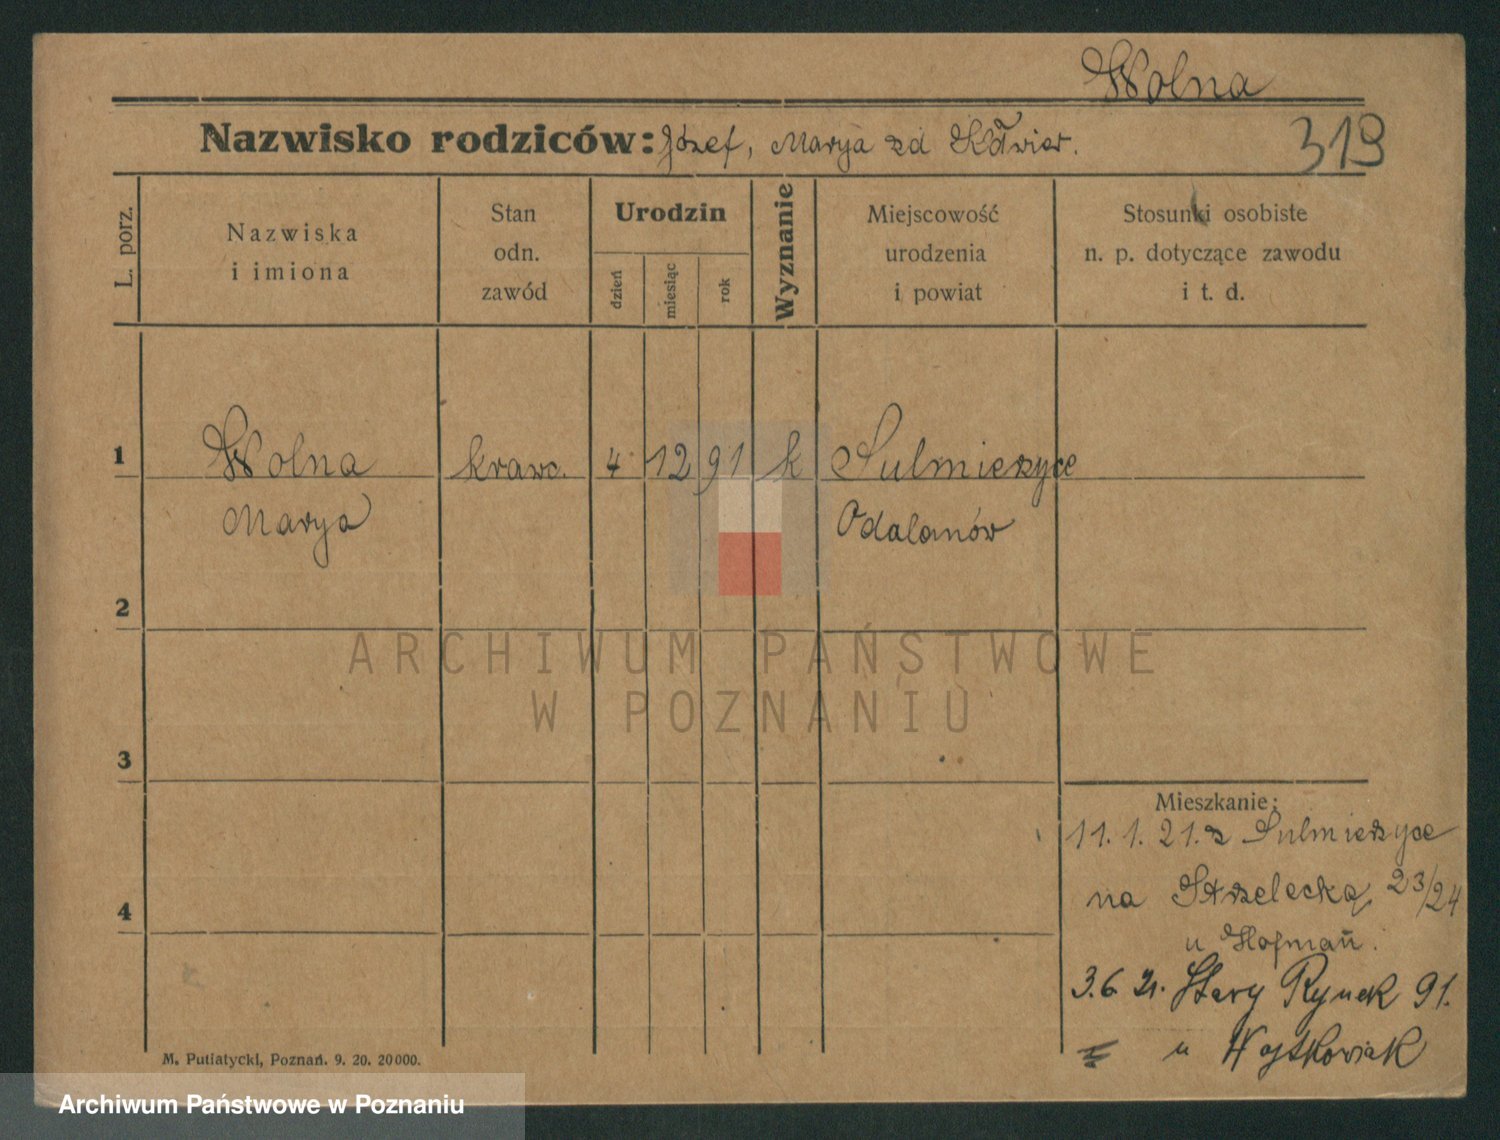 Wolna
Nazwisko rodziców: Józef, Marya zd
319
L. porz.
Nazwiska
i imiona
Stan
odn.
zawód
Urodzin
dzień
miesiąc
rok
Wyznanie
Miejscowość
urodzenia
i powiat
Stosunki osobiste
n. p. dotyczące zawodu
i t. d.
1 Wolna krawc. 4 12 91 k Sulmierzyce
Marya Odalanów
2
ARCHIWUM PAŃSTWOWE
W POZNANIU
3
Mieszkanie:
11. 1. 21. z Sulmierzyce
4 na Strzelecką 23/24
u Hofmań.
3. 6. 21. Stary Rynek 91.
u Wojtkowiak
M. Putiatycki, Poznań. 9. 20. 20000.
Archiwum Państwowe w Poznaniu